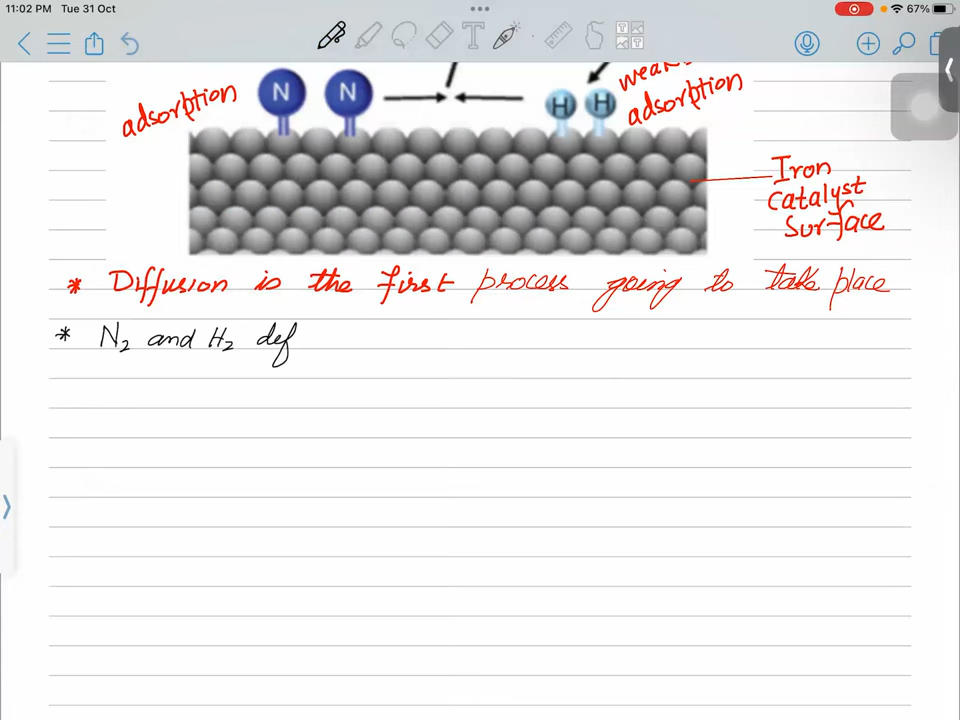 11:02 PM Tue 31 Oct
67%
adsorption
N N H H
weak
adsorption
Iron
catalyst
Surface
* Diffusion is the first process going to take place
* N₂ and H₂ def